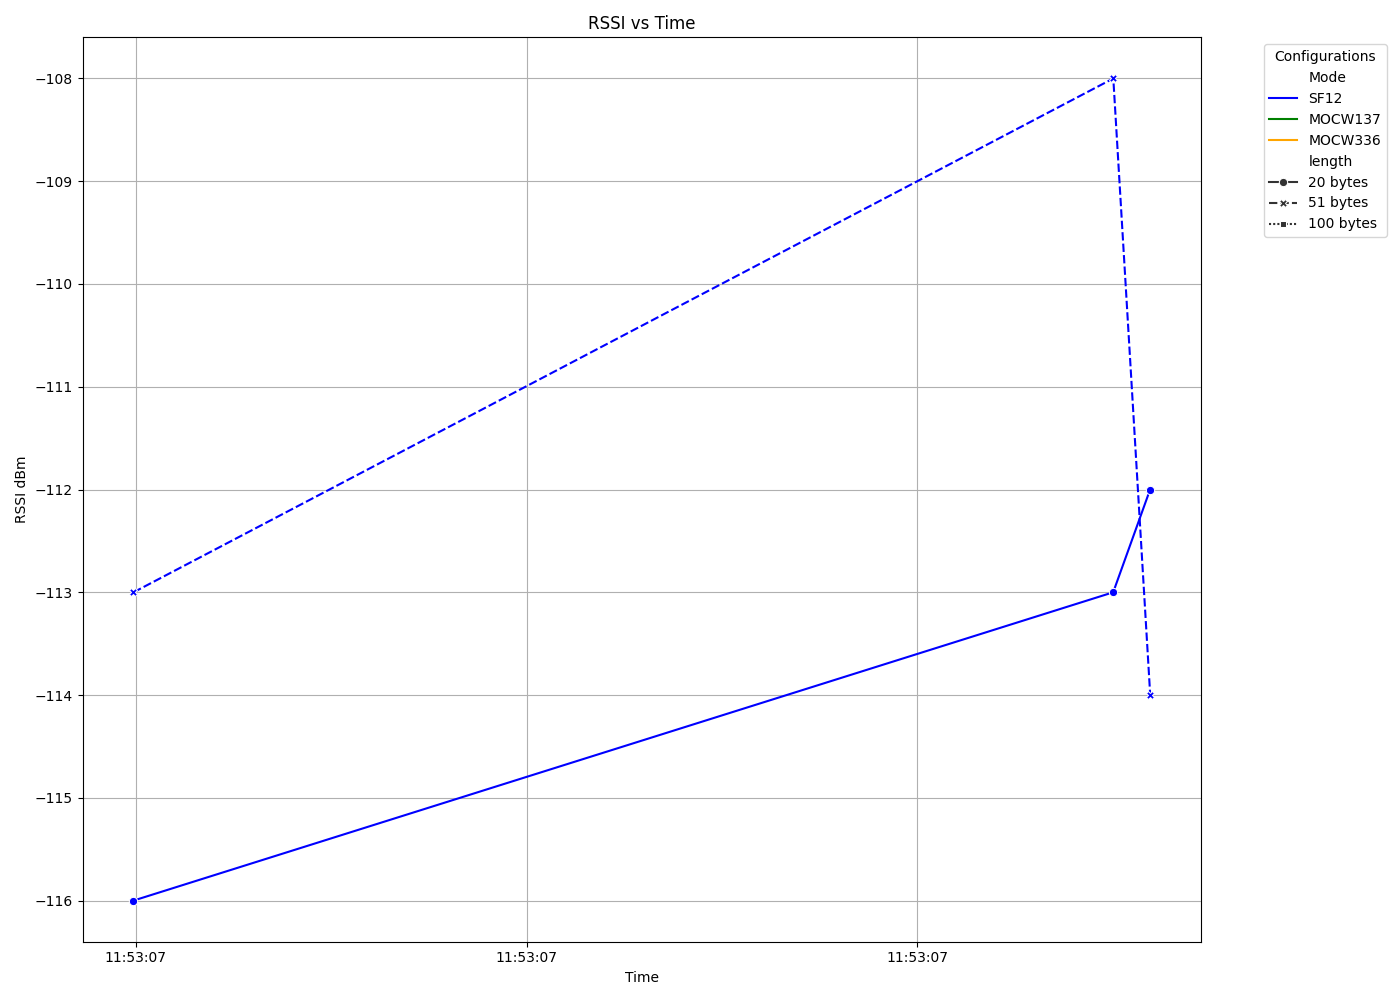 RSSI vs Time
Configurations
Mode
SF12
MOCW137
MOCW336
length
20 bytes
51 bytes
100 bytes
RSSI dBm
−108
−109
−110
−111
−112
−113
−114
−115
−116
11:53:07 11:53:07 11:53:07
Time